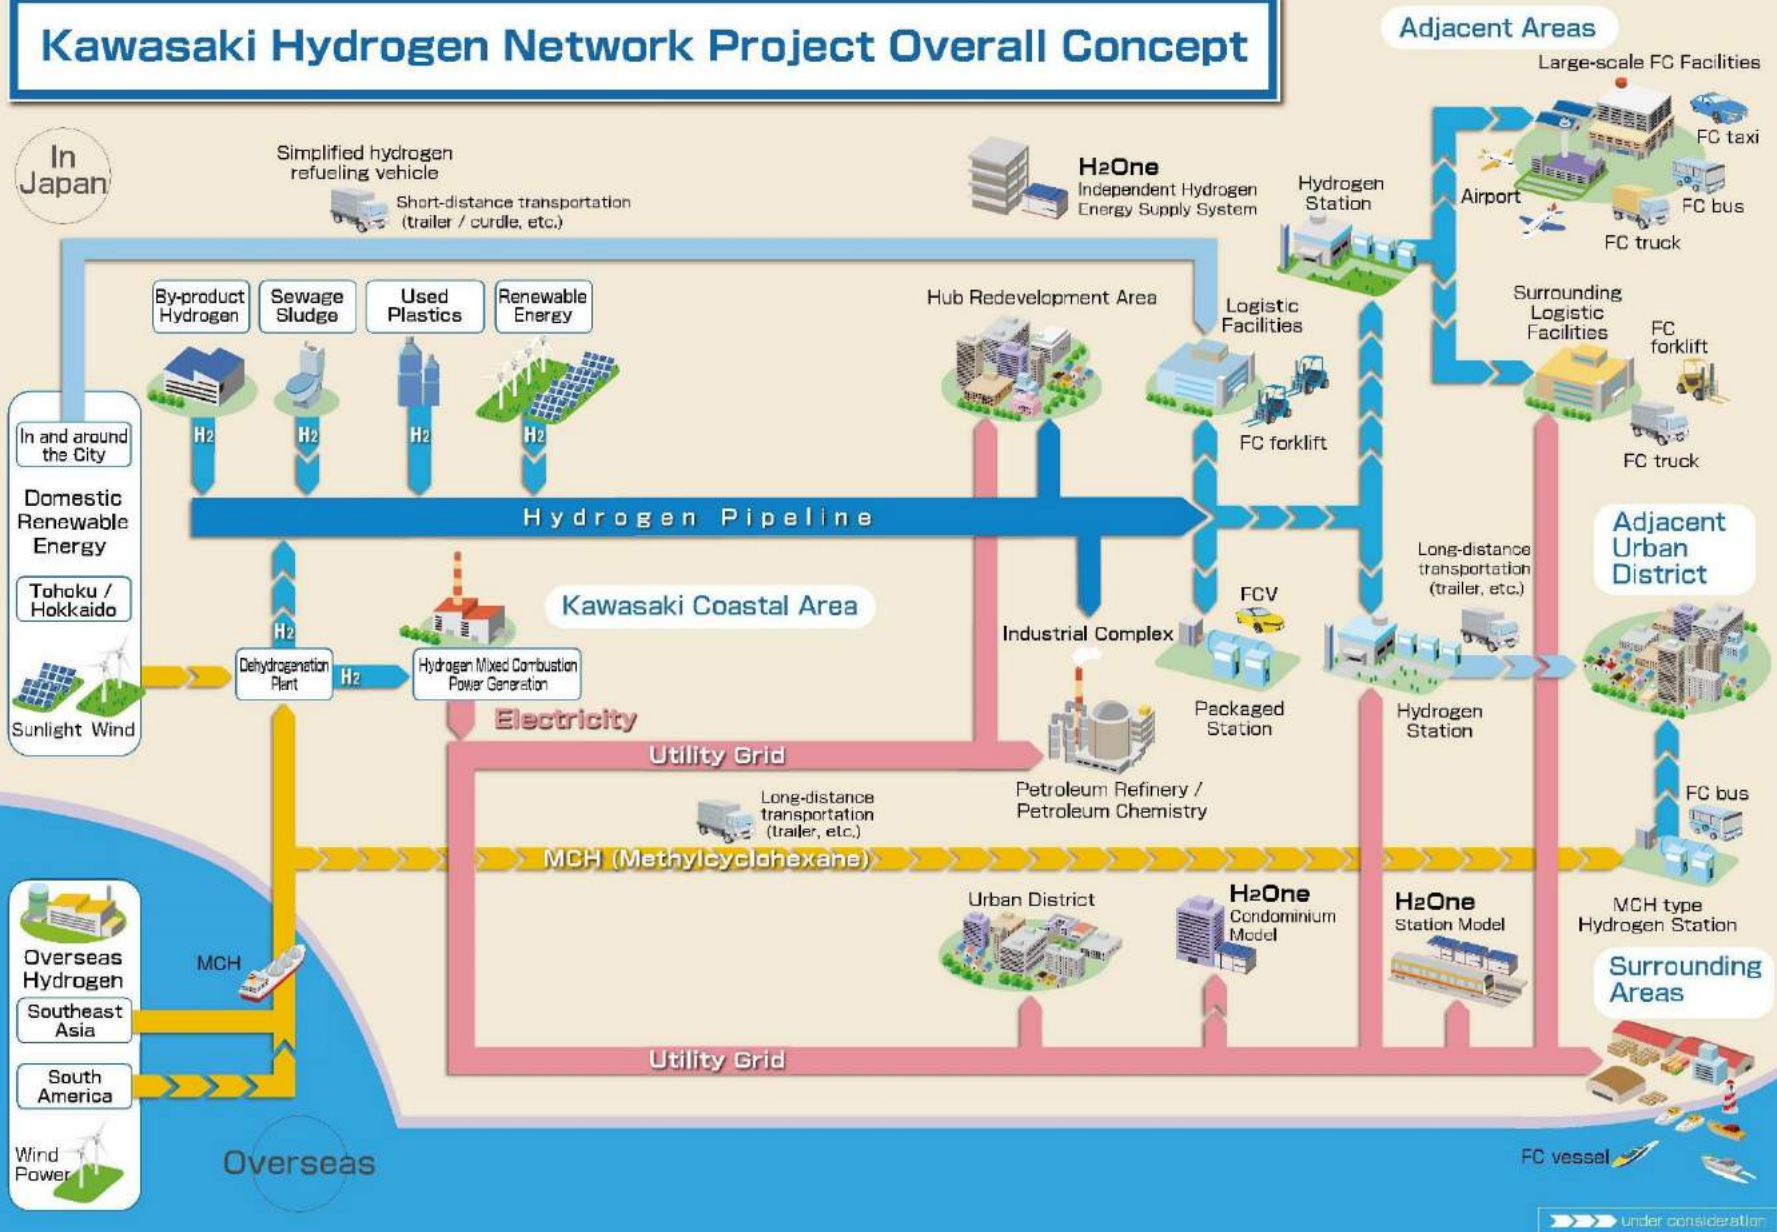 Kawasaki Hydrogen Network Project Overall Concept
Adjacent Areas
Large-scale FC Facilities
FC taxi
FC bus
FC truck
Airport
In
Japan
Simplified hydrogen
refueling vehicle
Short-distance transportation
(trailer / curdle, etc.)
H2One
Independent Hydrogen
Energy Supply System
Hydrogen
Station
By-product
Hydrogen
Sewage
Sludge
Used
Plastics
Renewable
Energy
Hub Redevelopment Area
Logistic
Facilities
FC forklift
Surrounding
Logistic
Facilities
FC
forklift
FC truck
In and around
the City
Domestic
Renewable
Energy
Tohoku /
Hokkaido
Sunlight Wind
H2
H2
H2
H2
Hydrogen Pipeline
H2
Dehydrogenation
Plant
H2
Hydrogen Mixed Combustion
Power Generation
Kawasaki Coastal Area
Industrial Complex
FCV
Packaged
Station
Long-distance
transportation
(trailer, etc.)
Hydrogen
Station
Adjacent
Urban
District
Electricity
Utility Grid
Petroleum Refinery /
Petroleum Chemistry
Long-distance
transportation
(trailer, etc.)
MCH (Methylcyclohexane)
FC bus
MCH type
Hydrogen Station
Overseas
Hydrogen
Southeast
Asia
South
America
Wind
Power
MCH
Urban District
H2One
Condominium
Model
H2One
Station Model
Surrounding
Areas
Utility Grid
Overseas
FC vessel
under consideration